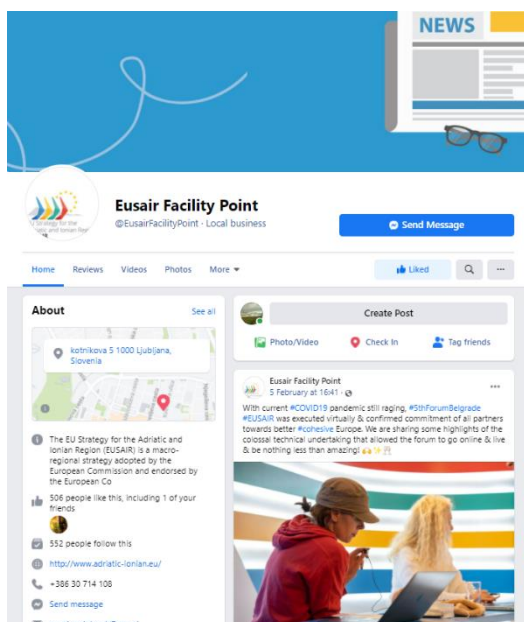 NEWS
Strategy for the
Eusair Facility Point
@EusairFacilityPoint · Local business
Send Message
Home Reviews Videos Photos More
Liked
About
See all
kotnikova 5 1000 Ljubljana,
Slovenia
The EU Strategy for the Adriatic and
Ionian Region (EUSAIR) is a macro-
regional strategy adopted by the
European Commission and endorsed by
the European Co
506 people like this, including 1 of your
friends
552 people follow this
http://www.adriatic-ionian.eu/
+386 30 714 108
Send message
Create Post
Photo/Video Check In Tag friends
Eusair Facility Point
5 February at 16:41 ·
With current #COVID19 pandemic still raging, #5thForumBelgrade
#EUSAIR was executed virtually & confirmed commitment of all partners
towards better #cohesive Europe. We are sharing some highlights of the
colossal technical undertaking that allowed the forum to go online & live
& be nothing less than amazing! 🙌✨🥂